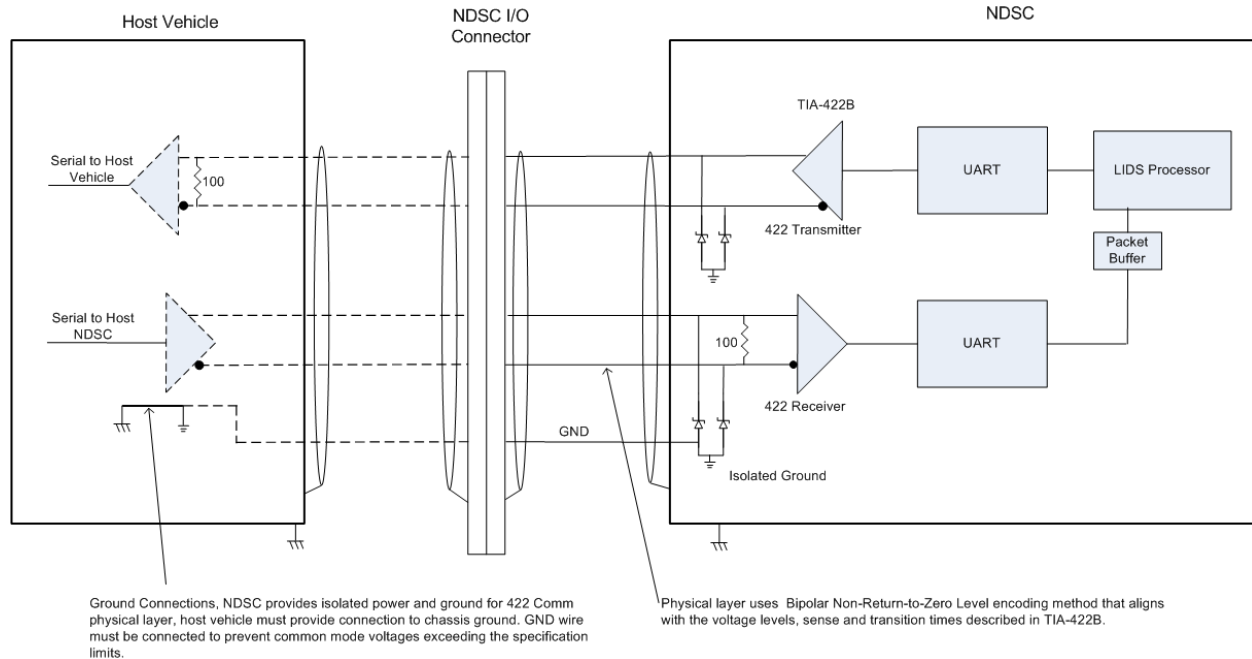 Host Vehicle
NDSC I/O
Connector
NDSC
TIA-422B
Serial to Host
Vehicle
100
UART
LIDS Processor
422 Transmitter
Packet
Buffer
Serial to Host
NDSC
100
UART
422 Receiver
GND
Isolated Ground
Ground Connections, NDSC provides isolated power and ground for 422 Comm
physical layer, host vehicle must provide connection to chassis ground. GND wire
must be connected to prevent common mode voltages exceeding the specification
limits.
Physical layer uses Bipolar Non-Return-to-Zero Level encoding method that aligns
with the voltage levels, sense and transition times described in TIA-422B.